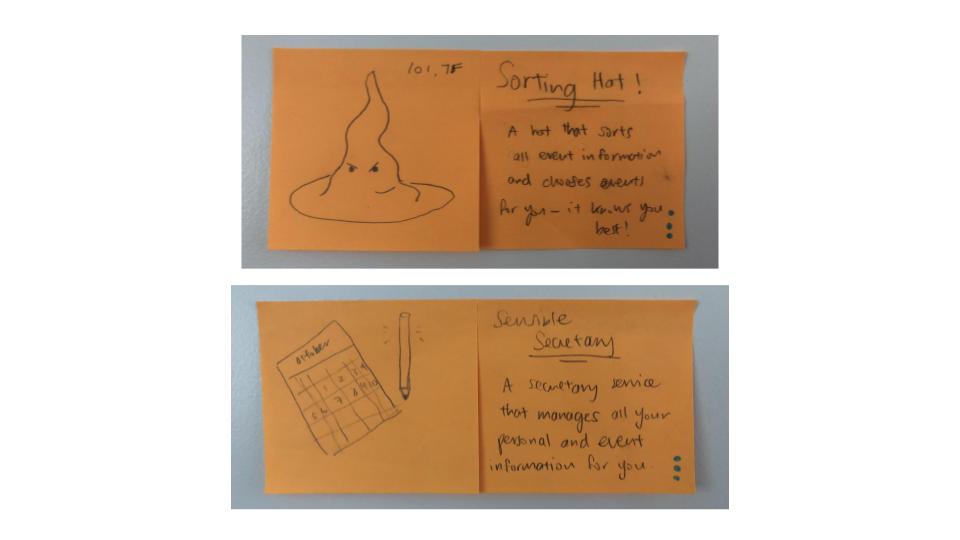 101, 7F
Sorting Hat!
A hat that sorts
all event information
and chooses events
for you - it knows you
best!
October
1 2 3 4
5 6 7 8 9 10
Sensible
Secretary
A secretary service
that manages all your
personal and event
information for you.